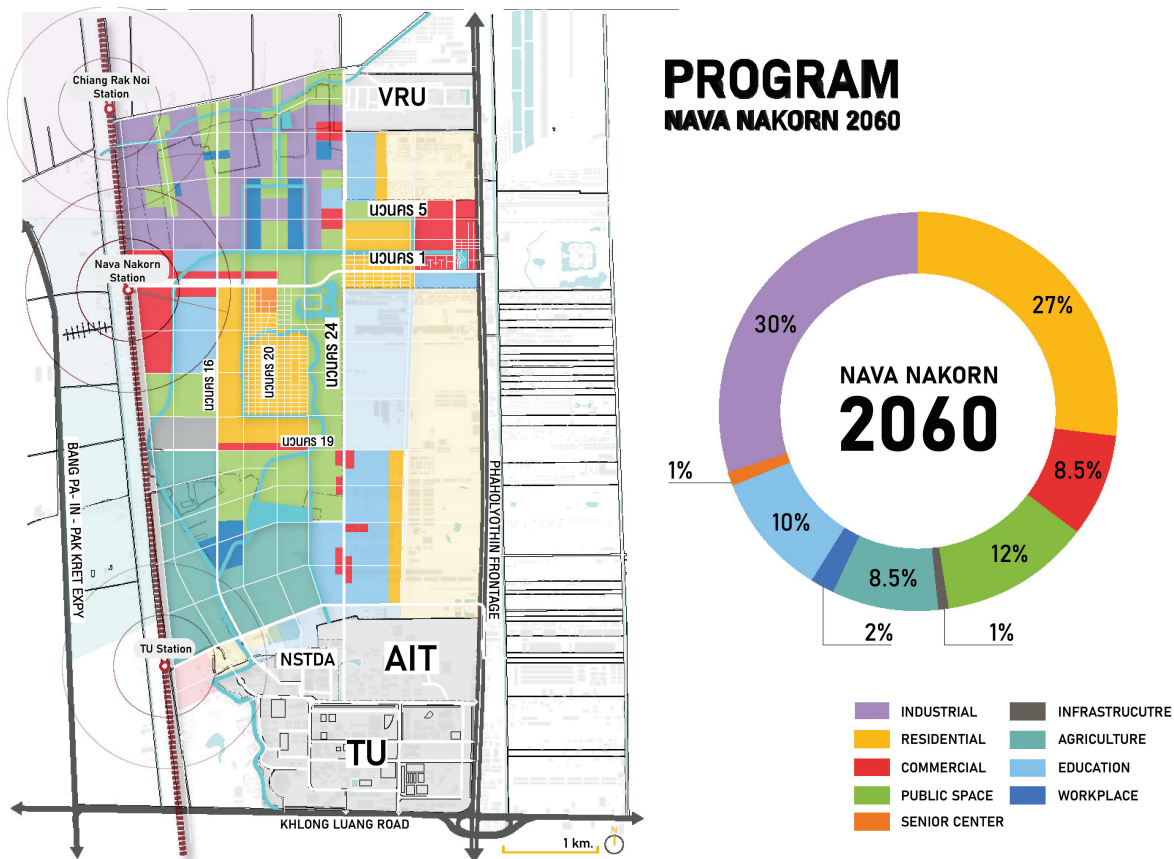 PROGRAM
NAVA NAKORN 2060
Chiang Rak Noi
Station
VRU
นวนคร 5
นวนคร 1
Nava Nakorn
Station
นวนคร 16
นวนคร 20
นวนคร 24
นวนคร 19
BANG PA- IN - PAK KRET EXPY
PHAHOLYOTHIN FRONTAGE
TU Station
NSTDA
AIT
TU
KHLONG LUANG ROAD
1 km.
N
30%
27%
NAVA NAKORN
2060
8.5%
1%
10%
12%
8.5%
2%
1%
INDUSTRIAL
RESIDENTIAL
COMMERCIAL
PUBLIC SPACE
SENIOR CENTER
INFRASTRUCUTRE
AGRICULTURE
EDUCATION
WORKPLACE